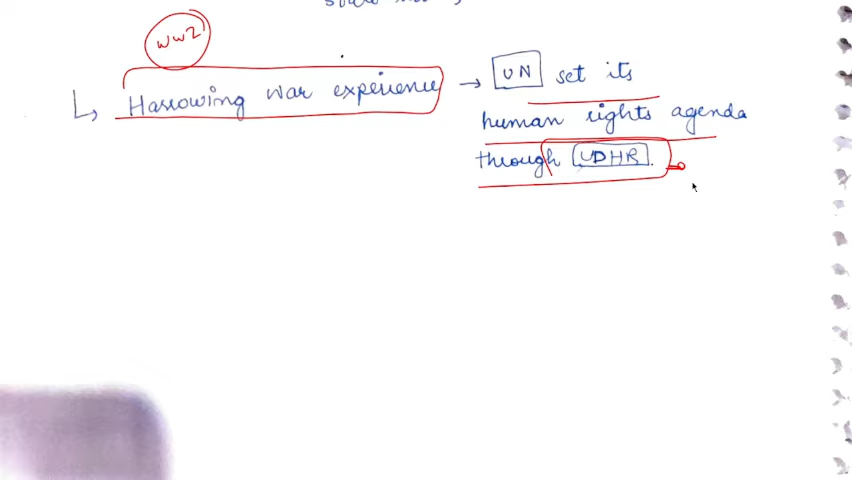 WW2
↳ Harrowing war experience → UN set its
human rights agenda
through UDHR.